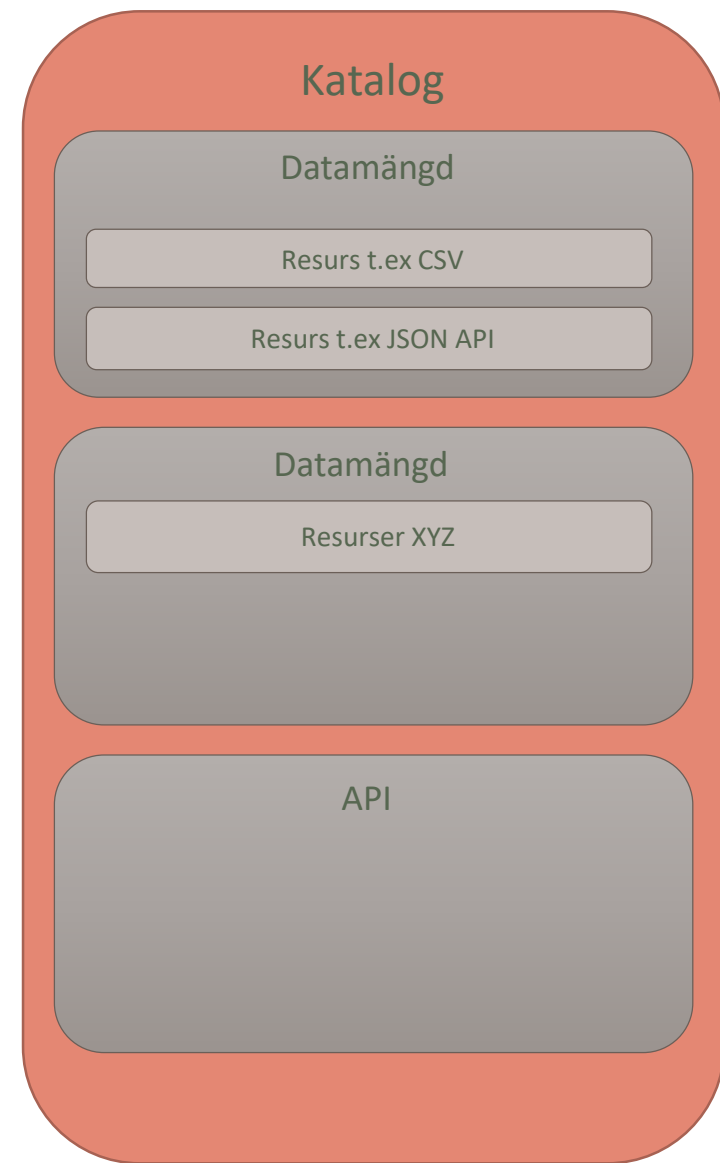 Katalog
Datamängd
Resurs t.ex CSV
Resurs t.ex JSON API
Datamängd
Resurser XYZ
API